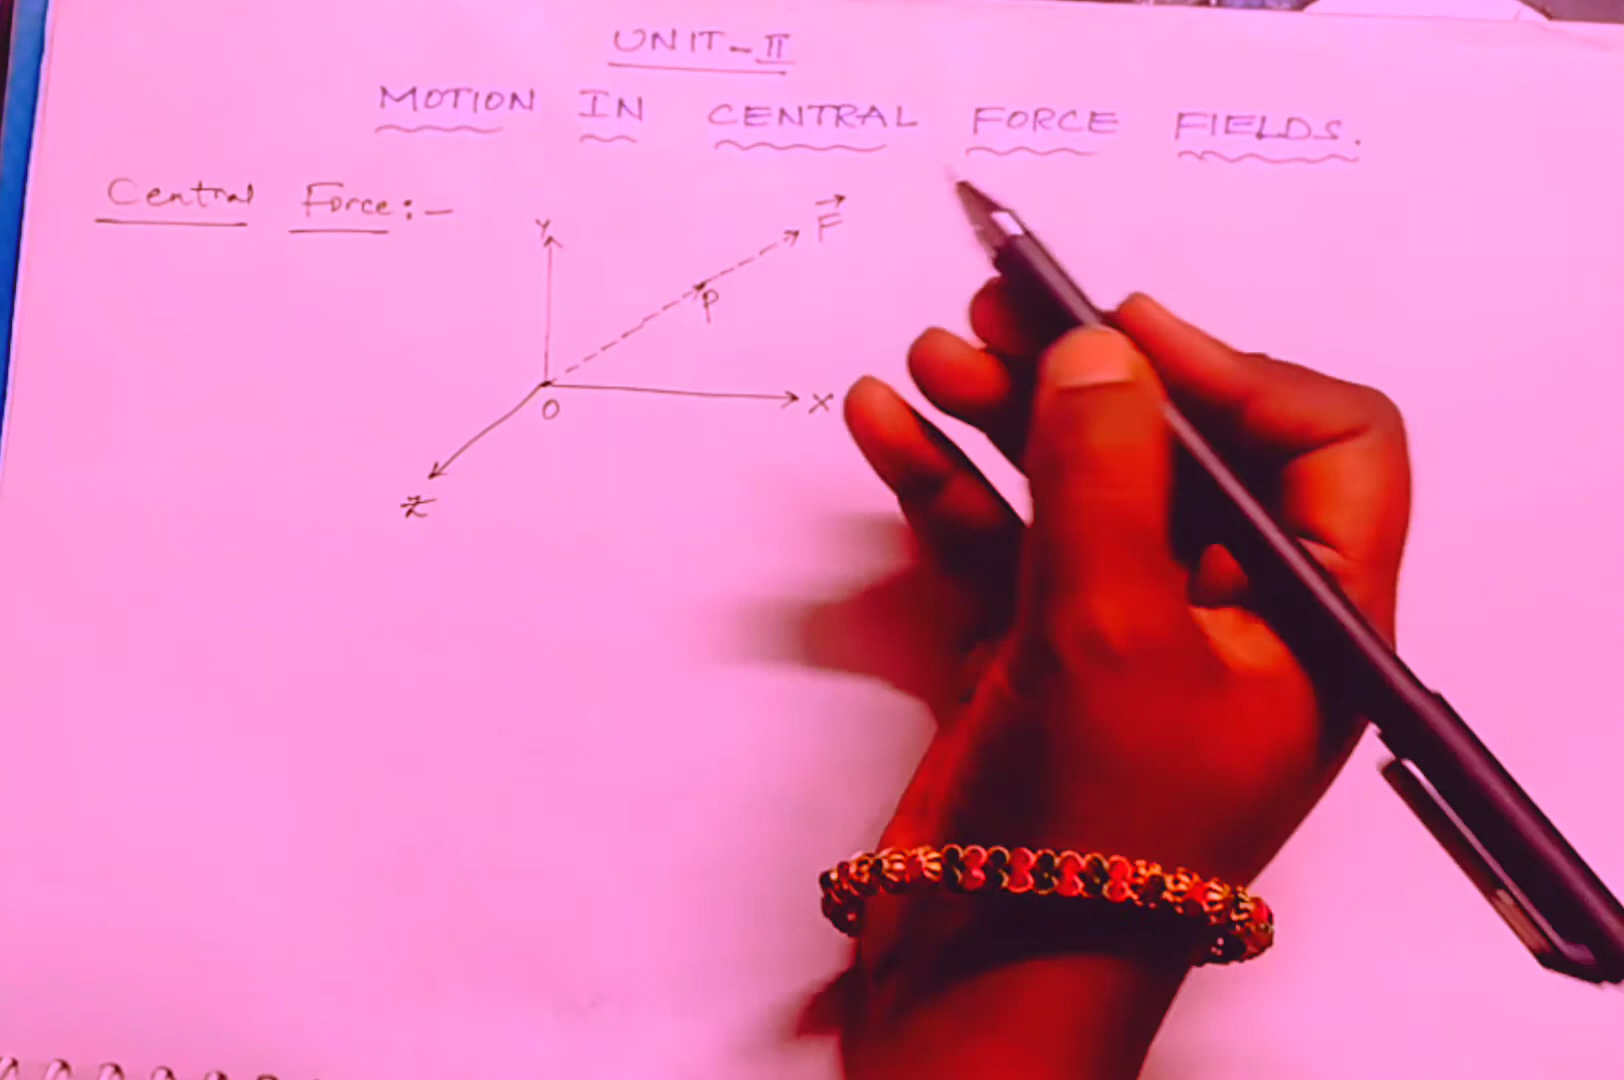 UNIT-II
MOTION IN CENTRAL FORCE FIELDS.
Central Force:-
Y
F⃗
P
O
X
Z